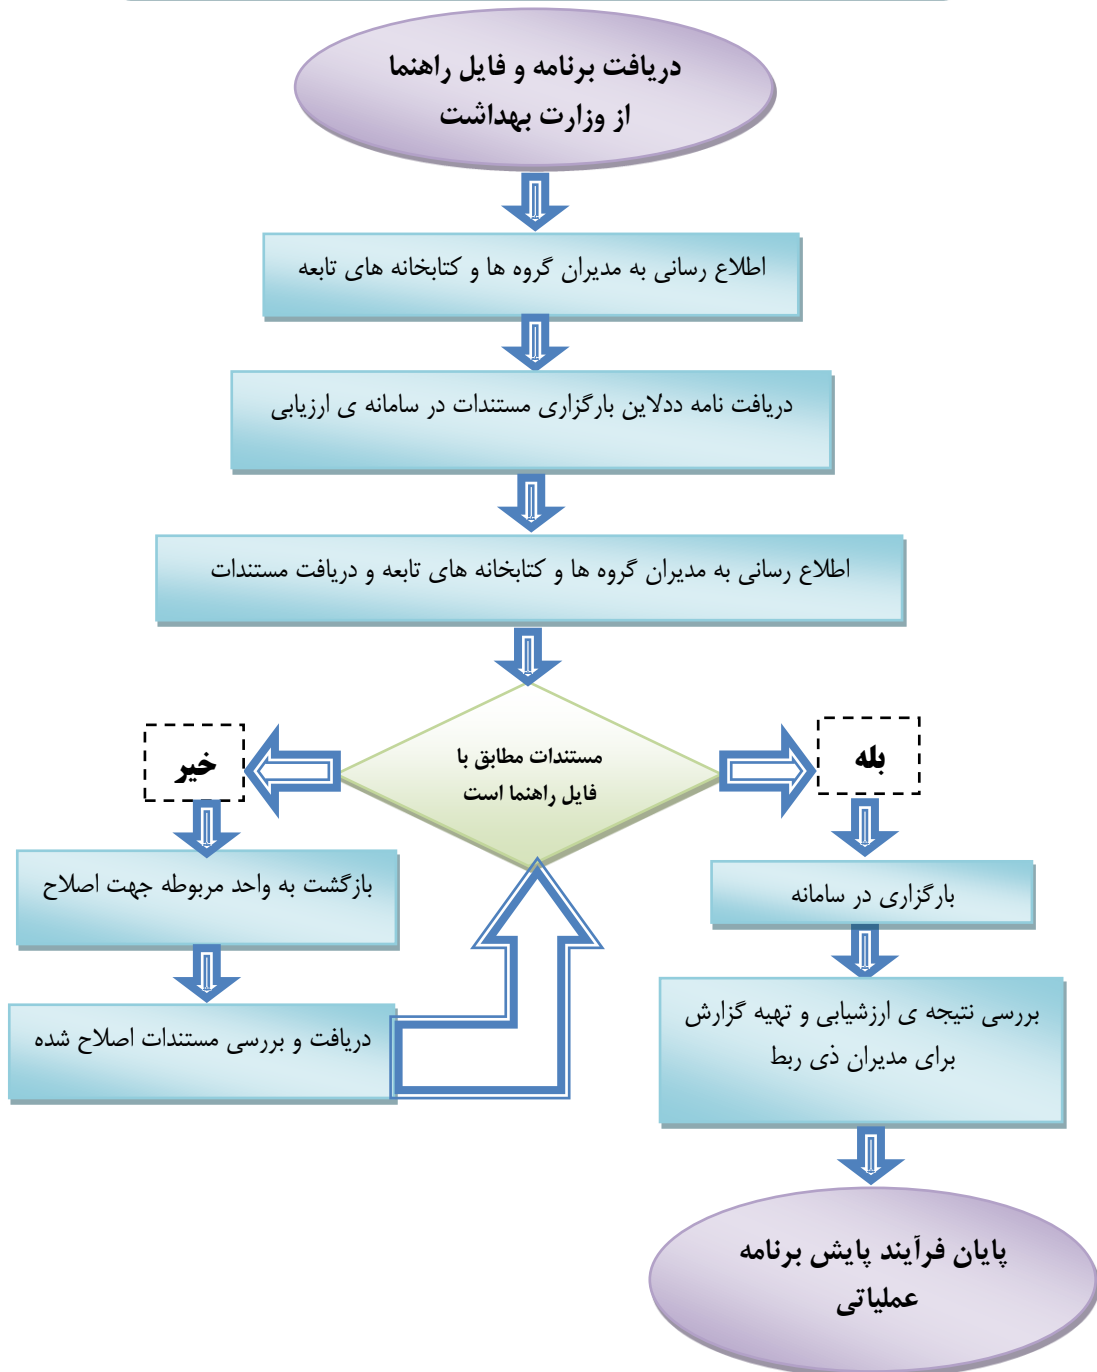 دریافت برنامه و فایل راهنما
از وزارت بهداشت
اطلاع رسانی به مدیران گروه ها و کتابخانه های تابعه
دریافت نامه ددلاین بارگزاری مستندات در سامانه ی ارزیابی
اطلاع رسانی به مدیران گروه ها و کتابخانه های تابعه و دریافت مستندات
مستندات مطابق با
فایل راهنما است
بله
خیر
بازگشت به واحد مربوطه جهت اصلاح
بارگزاری در سامانه
دریافت و بررسی مستندات اصلاح شده
بررسی نتیجه ی ارزشیابی و تهیه گزارش
برای مدیران ذی ربط
پایان فرآیند پایش برنامه
عملیاتی